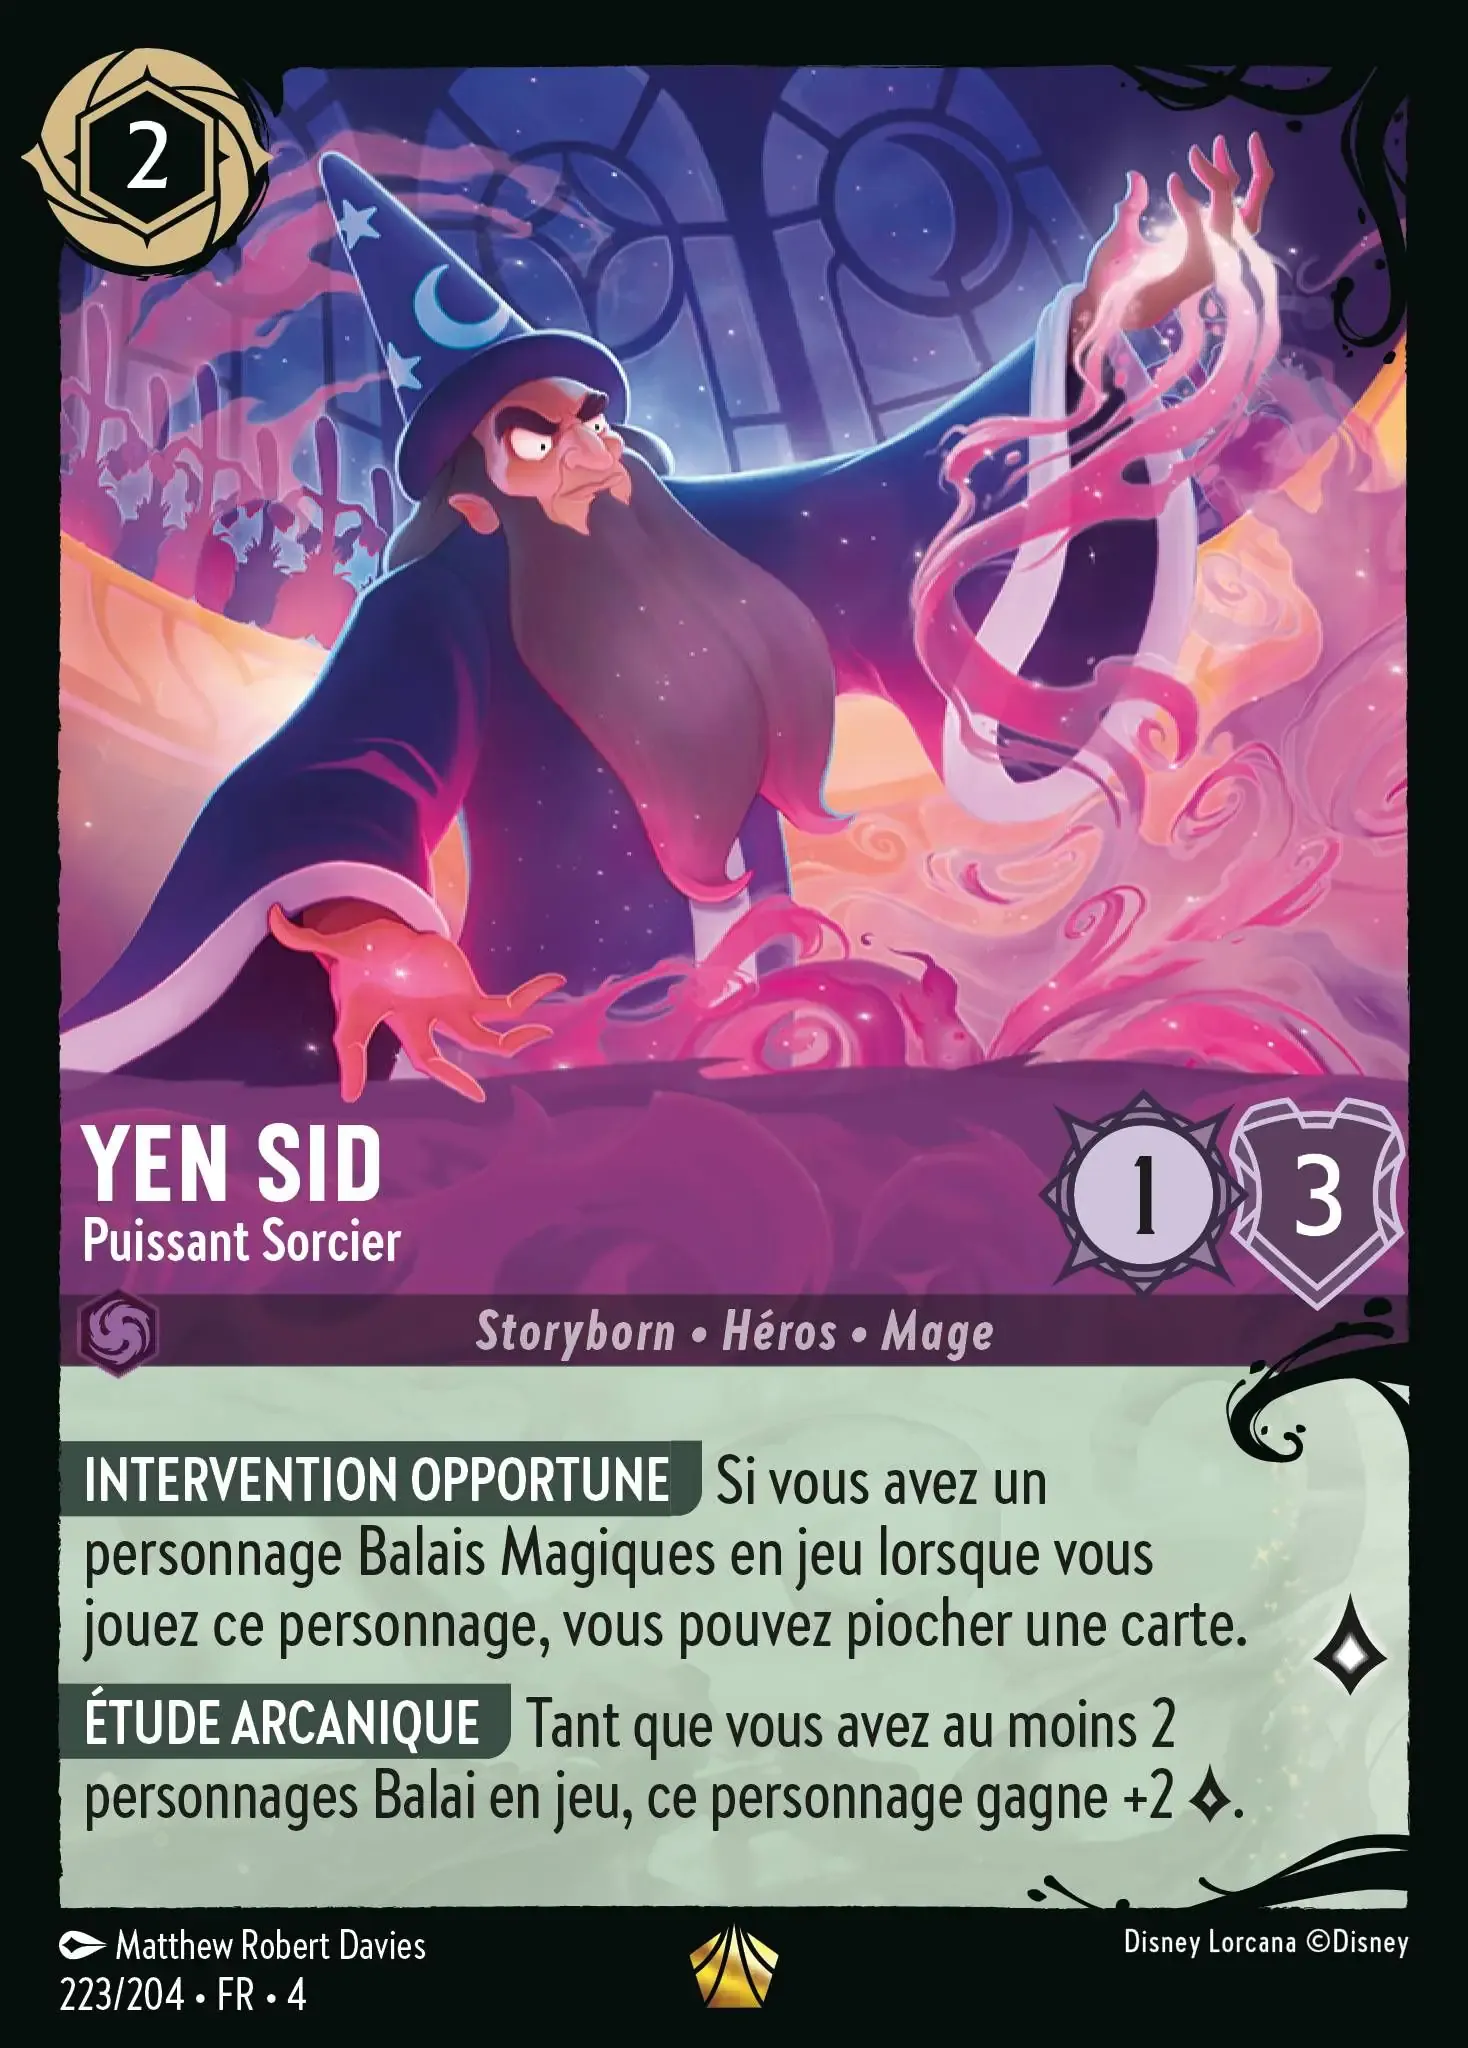 2
YEN SID
Puissant Sorcier
1
3
Storyborn • Héros • Mage
INTERVENTION OPPORTUNE Si vous avez un
personnage Balais Magiques en jeu lorsque vous
jouez ce personnage, vous pouvez piocher une carte.
ÉTUDE ARCANIQUE Tant que vous avez au moins 2
personnages Balai en jeu, ce personnage gagne +2 .
Matthew Robert Davies
Disney Lorcana ©Disney
223/204 • FR • 4